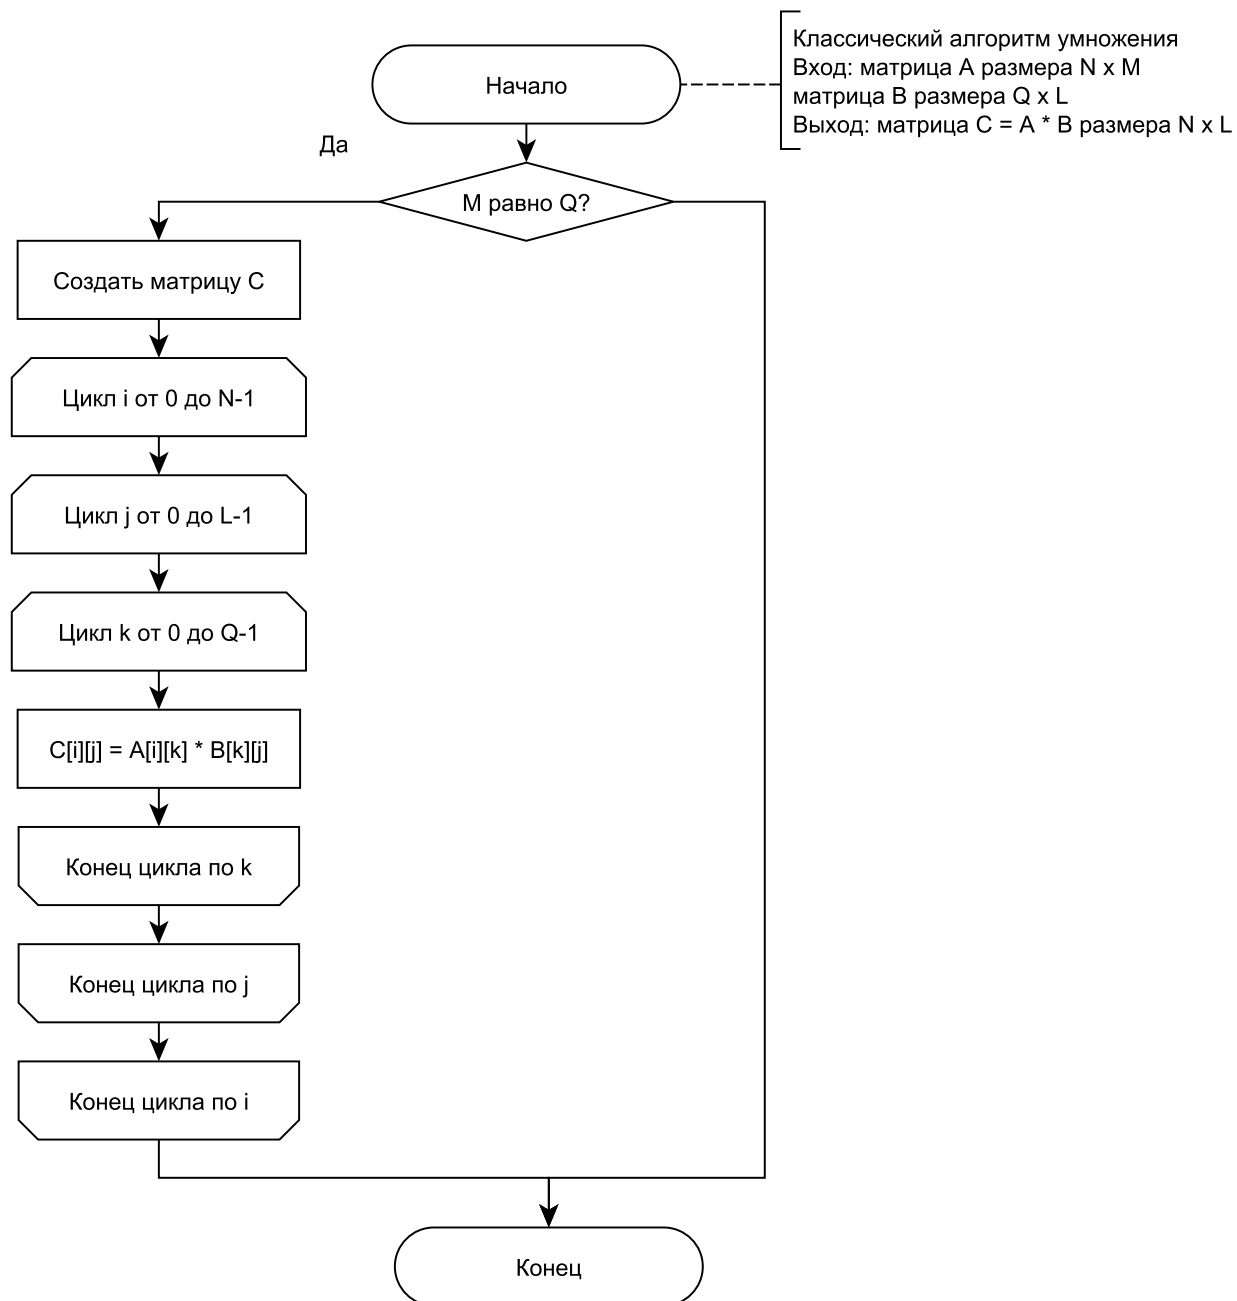 Начало
Классический алгоритм умножения
Вход: матрица A размера N x M
матрица B размера Q x L
Выход: матрица C = A * B размера N x L
Да
M равно Q?
Создать матрицу C
Цикл i от 0 до N-1
Цикл j от 0 до L-1
Цикл k от 0 до Q-1
C[i][j] = A[i][k] * B[k][j]
Конец цикла по k
Конец цикла по j
Конец цикла по i
Конец